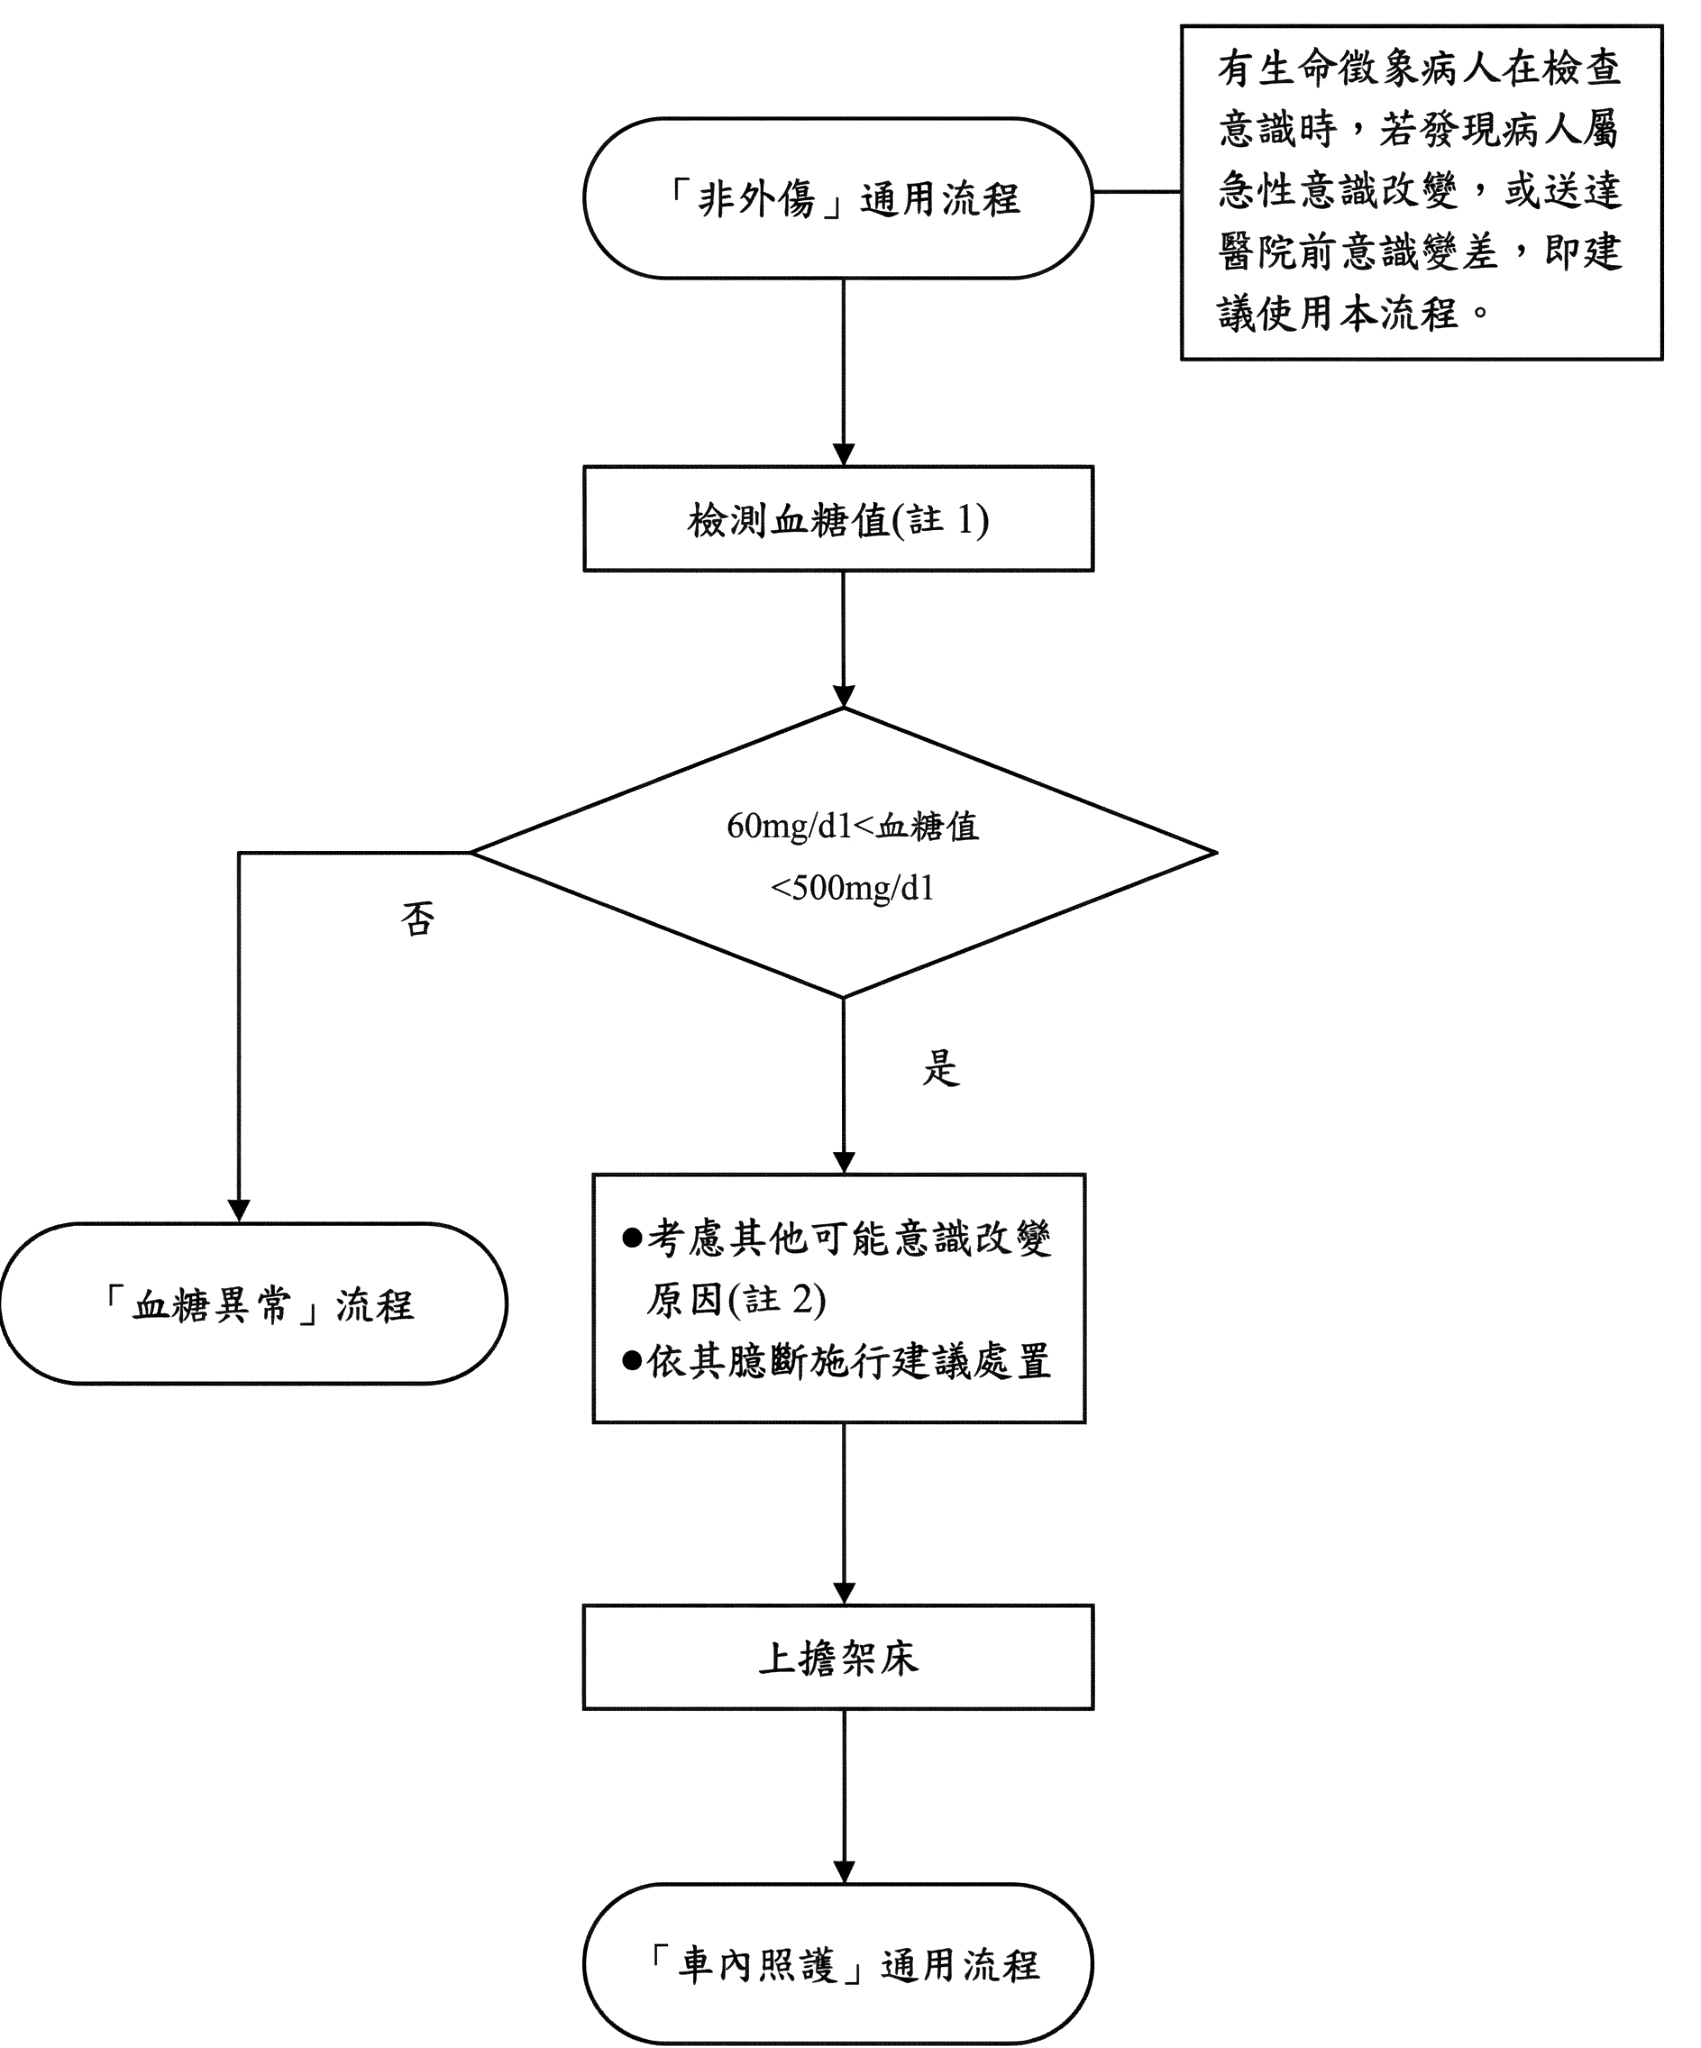 有生命徵象病人在檢查
意識時，若發現病人屬
急性意識改變，或送達
醫院前意識變差，即建
議使用本流程。
「非外傷」通用流程
檢測血糖值(註 1)
60mg/d1<血糖值
<500mg/d1
否
是
●考慮其他可能意識改變
原因(註 2)
●依其臆斷施行建議處置
「血糖異常」流程
上擔架床
「車內照護」通用流程